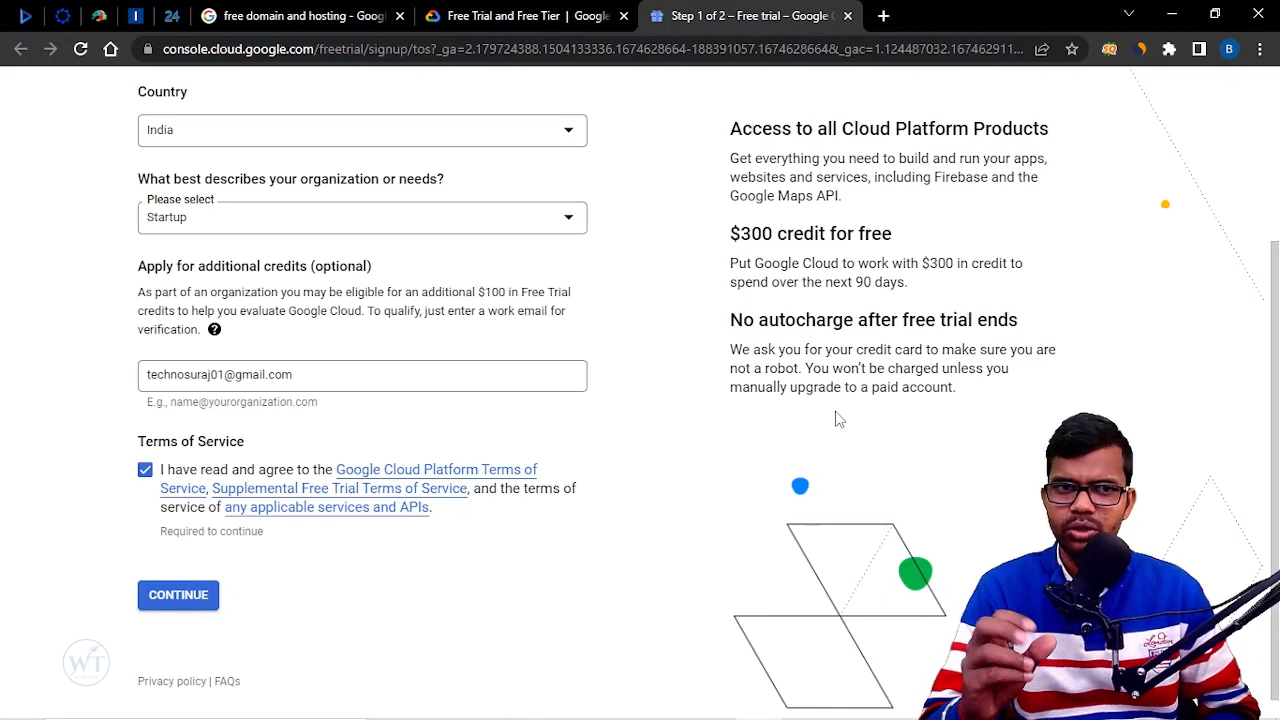 24
free domain and hosting - Goog
Free Trial and Free Tier | Google
Step 1 of 2 – Free trial – Google C
console.cloud.google.com/freetrial/signup/tos?_ga=2.179724388.1504133336.1674628664-188391057.1674628664&_gac=1.124487032.167462911...
B
Country
India
What best describes your organization or needs?
Please select
Startup
Apply for additional credits (optional)
As part of an organization you may be eligible for an additional $100 in Free Trial
credits to help you evaluate Google Cloud. To qualify, just enter a work email for
verification.
technosuraj01@gmail.com
E.g., name@yourorganization.com
Terms of Service
I have read and agree to the Google Cloud Platform Terms of
Service, Supplemental Free Trial Terms of Service, and the terms of
service of any applicable services and APIs.
Required to continue
CONTINUE
WT
Privacy policy | FAQs
Access to all Cloud Platform Products
Get everything you need to build and run your apps,
websites and services, including Firebase and the
Google Maps API.
$300 credit for free
Put Google Cloud to work with $300 in credit to
spend over the next 90 days.
No autocharge after free trial ends
We ask you for your credit card to make sure you are
not a robot. You won't be charged unless you
manually upgrade to a paid account.
London